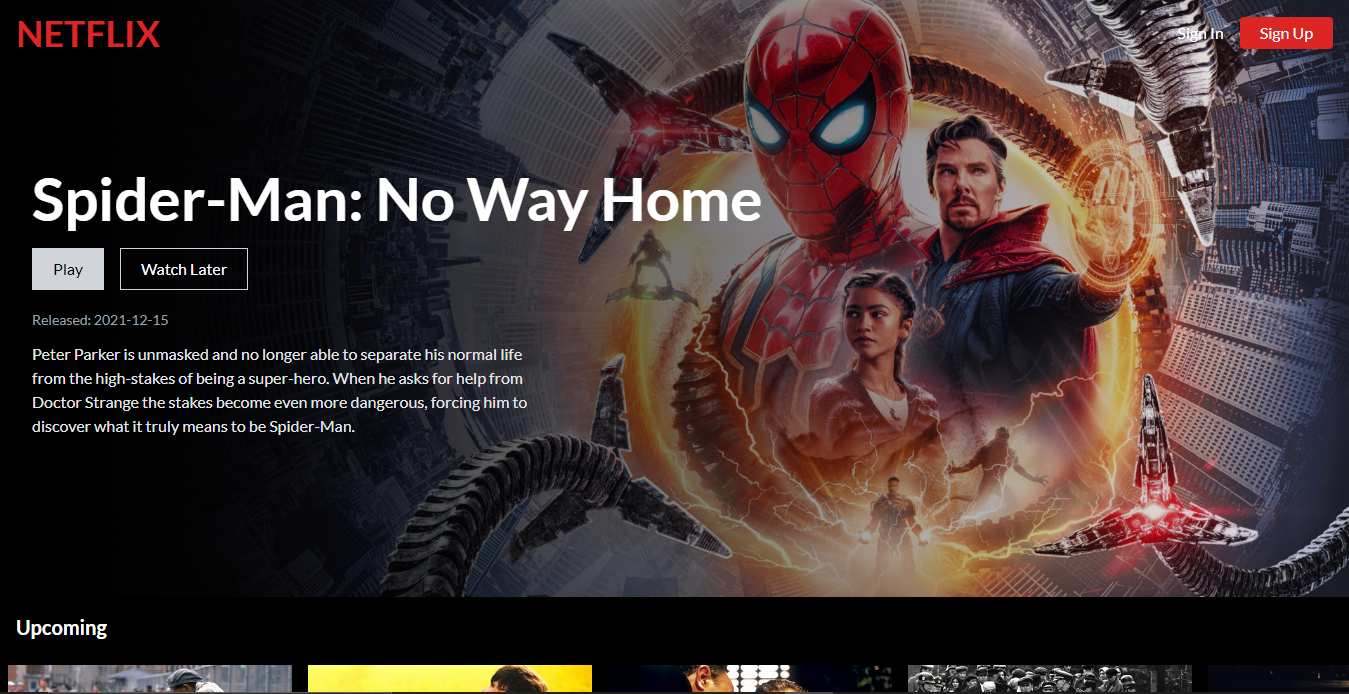 NETFLIX
Sign In
Sign Up
Spider-Man: No Way Home
Play
Watch Later
Released: 2021-12-15
Peter Parker is unmasked and no longer able to separate his normal life
from the high-stakes of being a super-hero. When he asks for help from
Doctor Strange the stakes become even more dangerous, forcing him to
discover what it truly means to be Spider-Man.
Upcoming